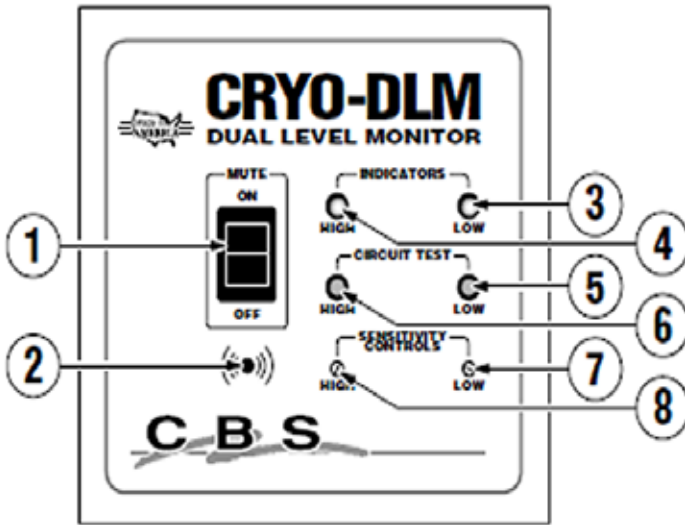 CRYO-DLM
DUAL LEVEL MONITOR
MUTE
ON
OFF
INDICATORS
HIGH
LOW
CIRCUIT TEST
HIGH
LOW
SENSITIVITY
CONTROLS
HIGH
LOW
CBS
1
2
3
4
5
6
7
8